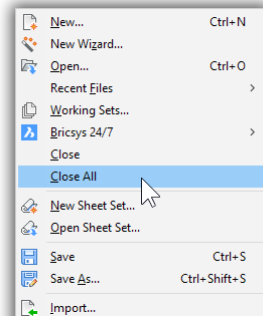 New... Ctrl+N
New Wizard...
Open... Ctrl+O
Recent Files
Working Sets...
Bricsys 24/7
Close
Close All
New Sheet Set...
Open Sheet Set...
Save Ctrl+S
Save As... Ctrl+Shift+S
Import...